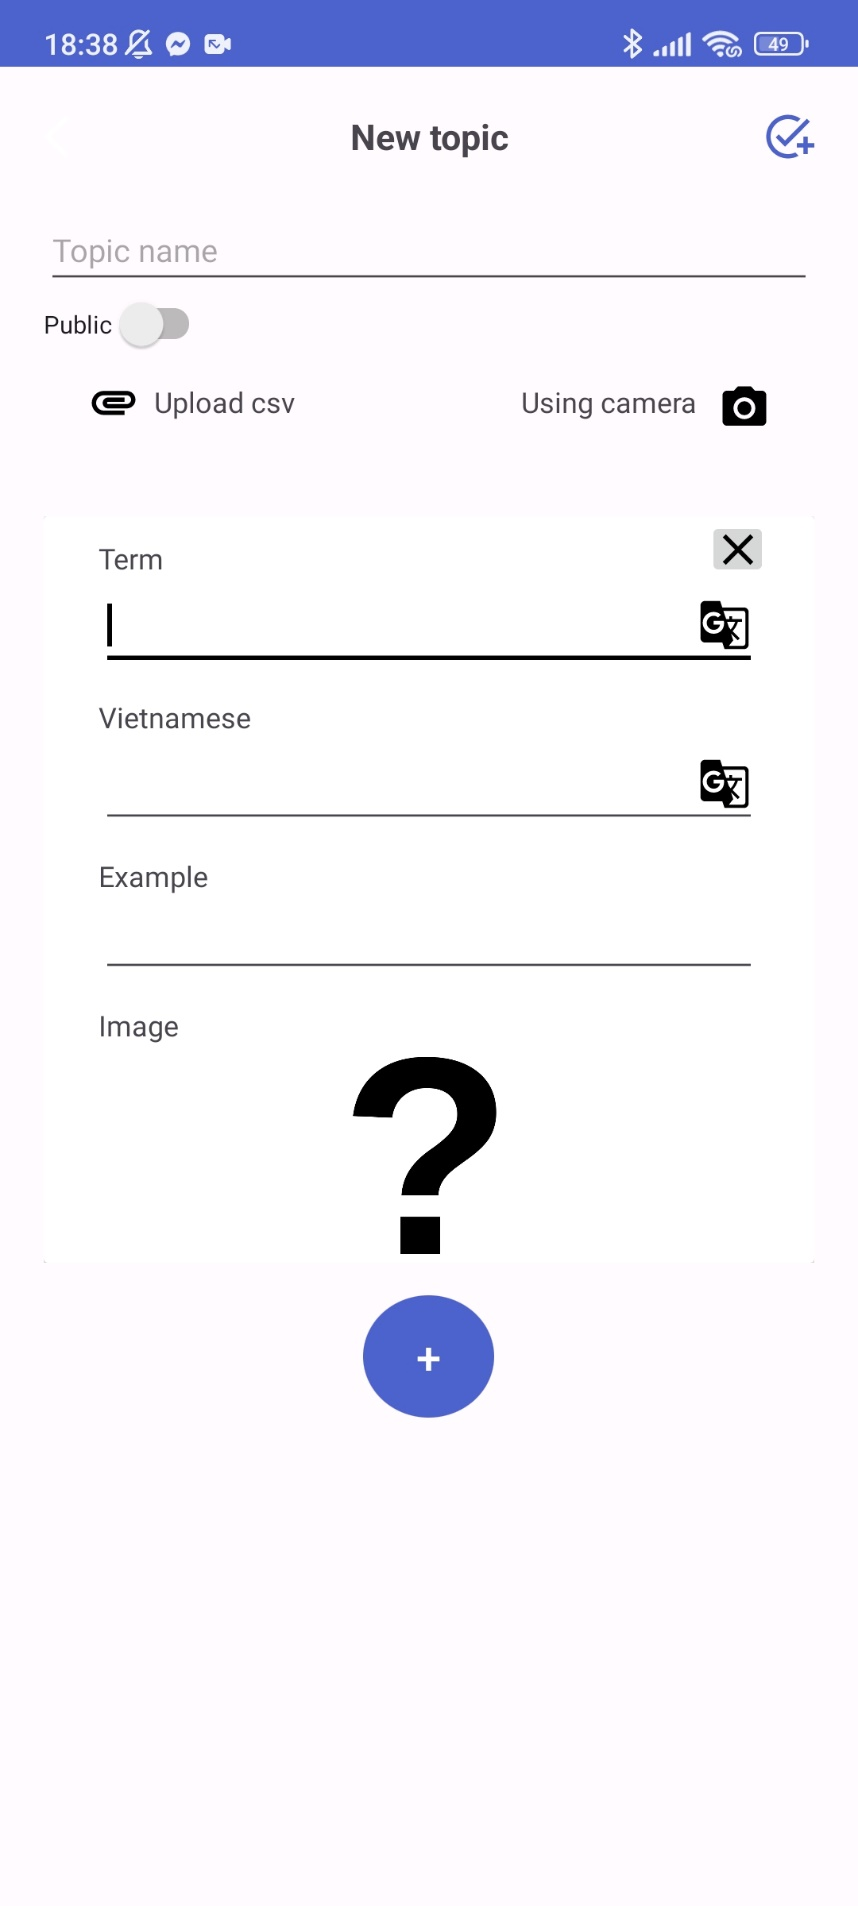 18:38 49
New topic
Topic name
Public
Upload csv Using camera
Term
Vietnamese
Example
Image
?
+